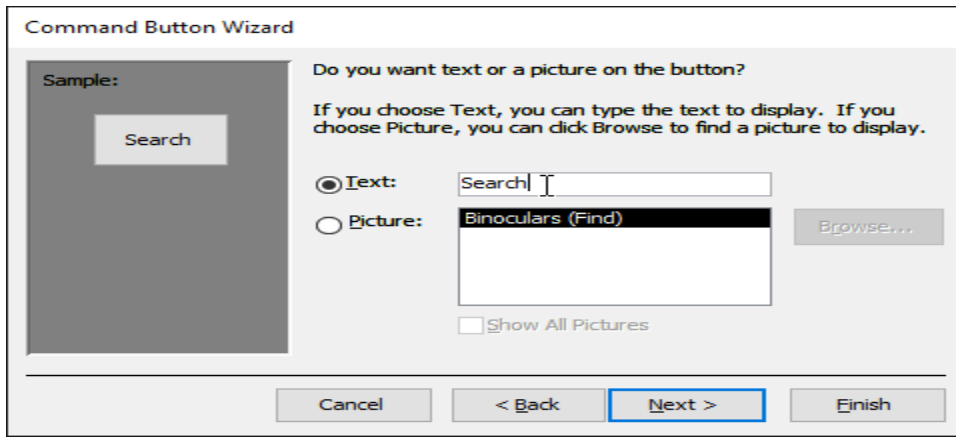 Command Button Wizard
Sample:
Search
Do you want text or a picture on the button?
If you choose Text, you can type the text to display. If you
choose Picture, you can click Browse to find a picture to display.
Text:
Search
Picture:
Binoculars (Find)
Browse...
Show All Pictures
Cancel
< Back
Next >
Finish